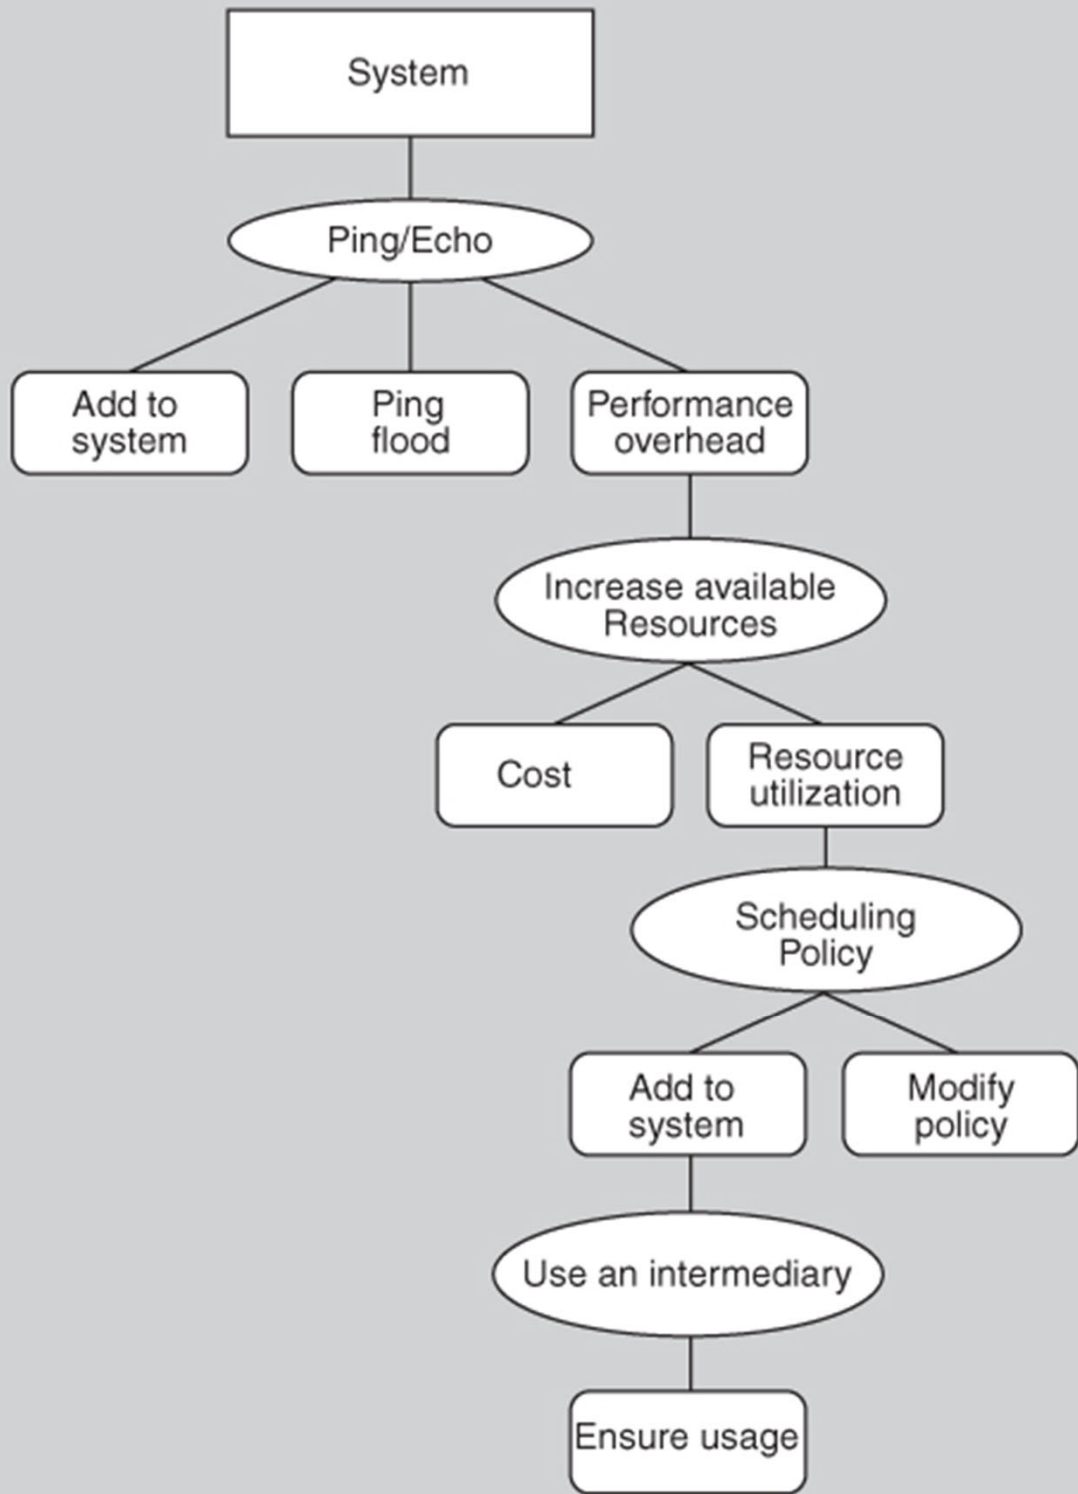 System
Ping/Echo
Add to
system
Ping
flood
Performance
overhead
Increase available
Resources
Cost
Resource
utilization
Scheduling
Policy
Add to
system
Modify
policy
Use an intermediary
Ensure usage